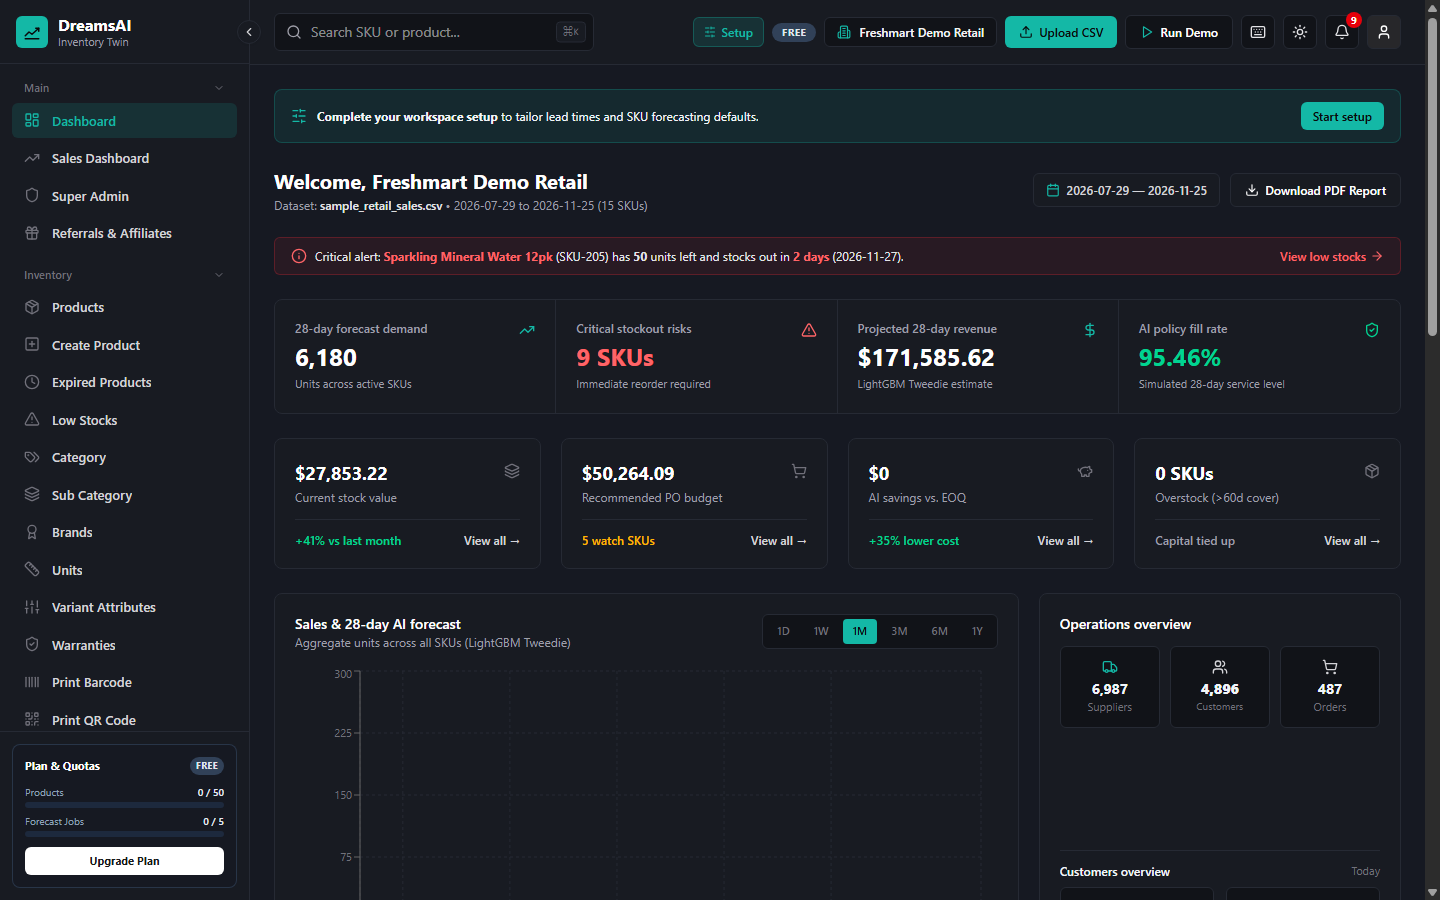 DreamsAI
Inventory Twin
Search SKU or product...
⌘K
Setup
FREE
Freshmart Demo Retail
Upload CSV
Run Demo
9
Main
Dashboard
Sales Dashboard
Super Admin
Referrals & Affiliates
Inventory
Products
Create Product
Expired Products
Low Stocks
Category
Sub Category
Brands
Units
Variant Attributes
Warranties
Print Barcode
Print QR Code
Plan & Quotas
FREE
Products 0 / 50
Forecast Jobs 0 / 5
Upgrade Plan
Complete your workspace setup to tailor lead times and SKU forecasting defaults.
Start setup
Welcome, Freshmart Demo Retail
Dataset: sample_retail_sales.csv • 2026-07-29 to 2026-11-25 (15 SKUs)
2026-07-29 — 2026-11-25
Download PDF Report
Critical alert: Sparkling Mineral Water 12pk (SKU-205) has 50 units left and stocks out in 2 days (2026-11-27).
View low stocks →
28-day forecast demand
6,180
Units across active SKUs
Critical stockout risks
9 SKUs
Immediate reorder required
Projected 28-day revenue
$171,585.62
LightGBM Tweedie estimate
AI policy fill rate
95.46%
Simulated 28-day service level
$27,853.22
Current stock value
+41% vs last month
View all →
$50,264.09
Recommended PO budget
5 watch SKUs
View all →
$0
AI savings vs. EOQ
+35% lower cost
View all →
0 SKUs
Overstock (>60d cover)
Capital tied up
View all →
Sales & 28-day AI forecast
Aggregate units across all SKUs (LightGBM Tweedie)
1D 1W 1M 3M 6M 1Y
300
225
150
75
Operations overview
6,987
Suppliers
4,896
Customers
487
Orders
Customers overview
Today